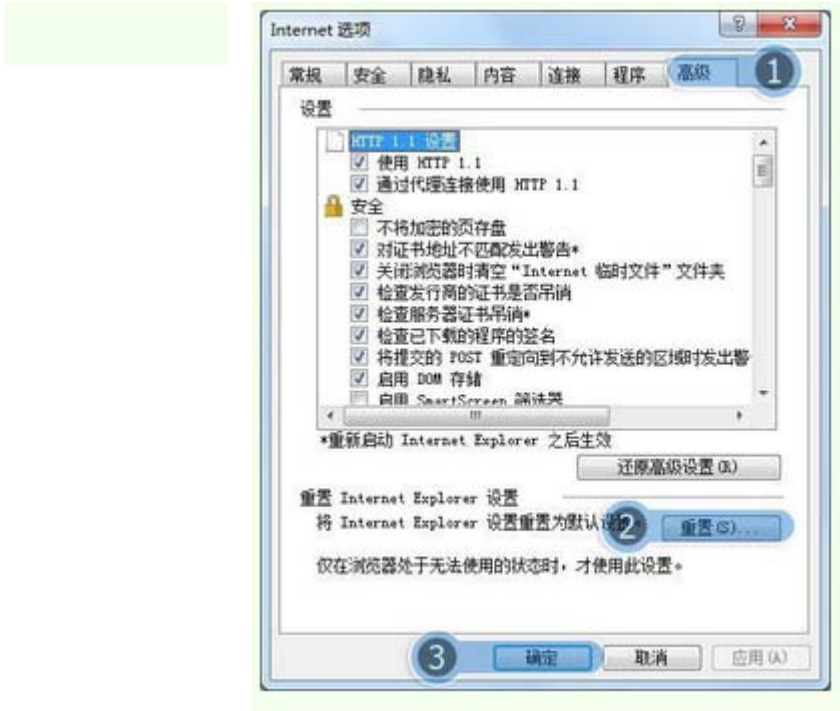 Internet 选项
常规 安全 隐私 内容 连接 程序 高级 1
设置
HTTP 1.1 设置
使用 HTTP 1.1
通过代理连接使用 HTTP 1.1
安全
不将加密的页存盘
对证书地址不匹配发出警告*
关闭浏览器时清空“Internet 临时文件”文件夹
检查发行商的证书是否吊销
检查服务器证书吊销*
检查已下载的程序的签名
将提交的 POST 重定向到不允许发送的区域时发出警
启用 DOM 存储
启用 SmartScreen 筛选器
*重新启动 Internet Explorer 之后生效
还原高级设置(R)
重置 Internet Explorer 设置
将 Internet Explorer 设置重置为默认设置。 2 重置(S)...
仅在浏览器处于无法使用的状态时，才使用此设置。
3 确定 取消 应用(A)